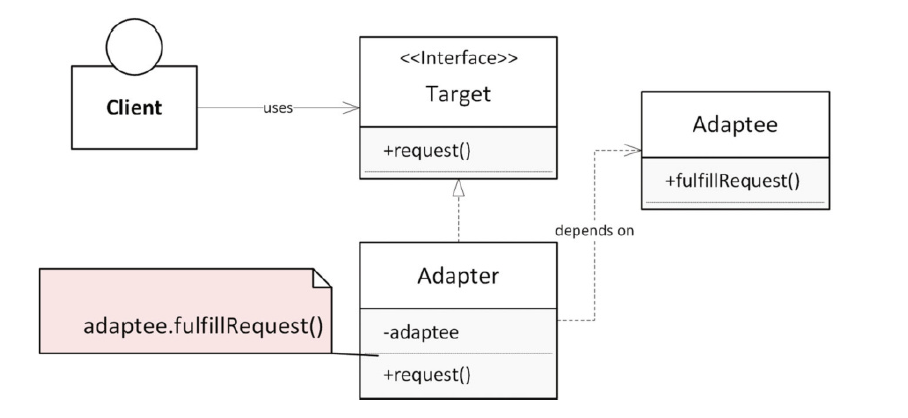 Client
uses
<<Interface>>
Target
+request()
Adaptee
+fulfillRequest()
depends on
Adapter
-adaptee
+request()
adaptee.fulfillRequest()